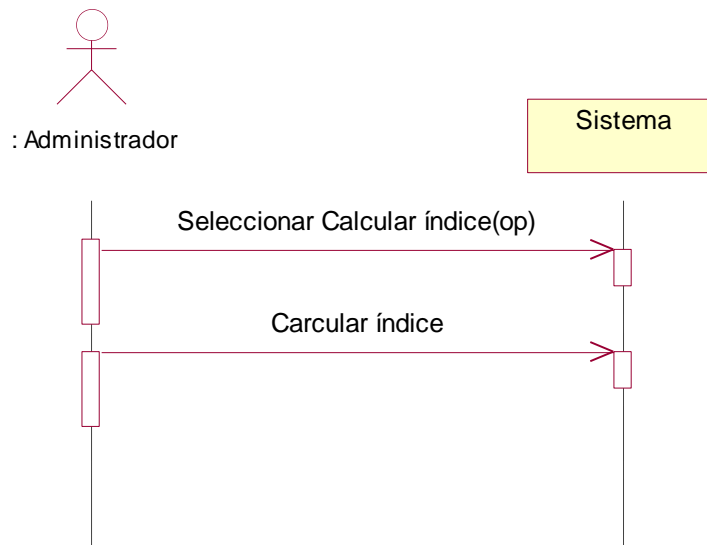 : Administrador
Sistema
Seleccionar Calcular índice(op)
Carcular índice